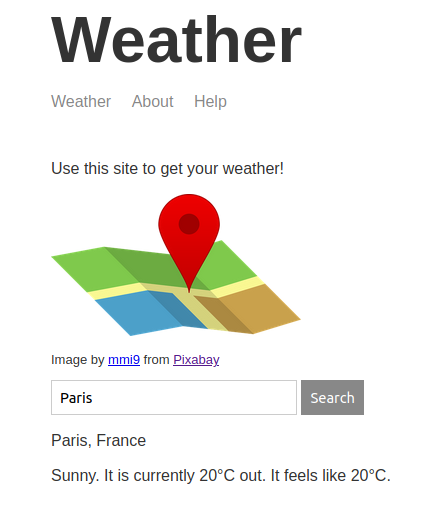 Weather
Weather About Help
Use this site to get your weather!
Image by mmi9 from Pixabay
Paris Search
Paris, France
Sunny. It is currently 20°C out. It feels like 20°C.